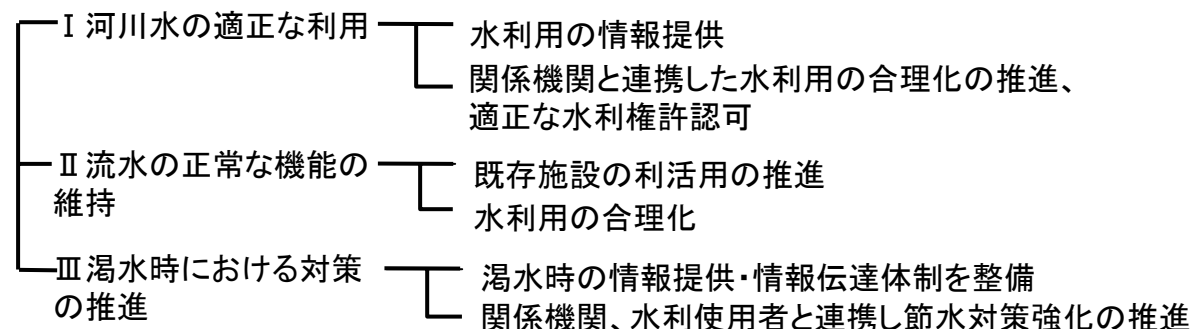 Ⅰ河川水の適正な利用
水利用の情報提供
関係機関と連携した水利用の合理化の推進、
適正な水利権許認可
Ⅱ流水の正常な機能の
維持
既存施設の利活用の推進
水利用の合理化
Ⅲ渇水時における対策
の推進
渇水時の情報提供・情報伝達体制を整備
関係機関、水利使用者と連携し節水対策強化の推進